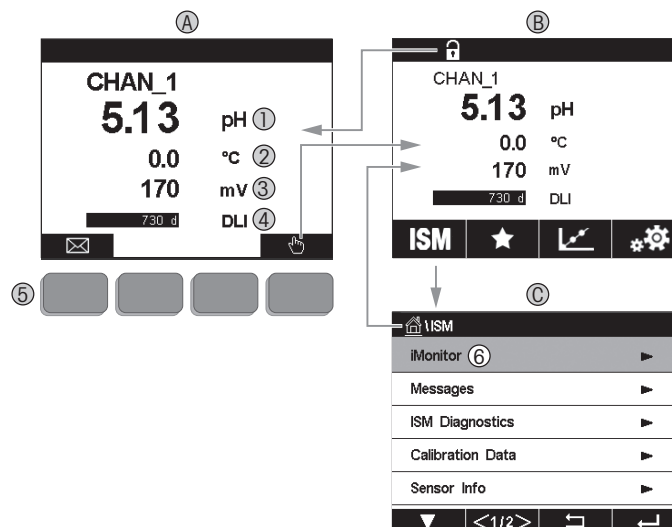 A
CHAN_1
5.13 pH 1
0.0 °C 2
170 mV 3
730 d DLI 4
5
B
CHAN_1
5.13 pH
0.0 °C
170 mV
730 d DLI
ISM
C
\ISM
iMonitor 6
Messages
ISM Diagnostics
Calibration Data
Sensor Info
<1/2>